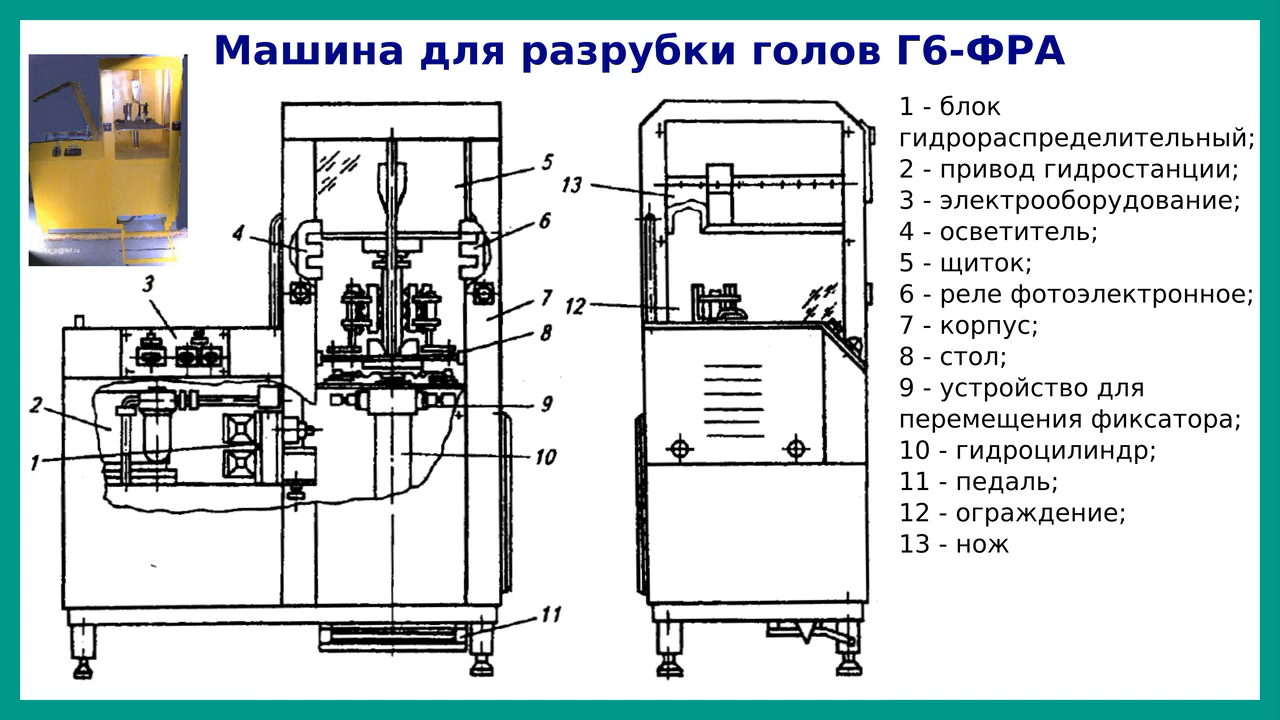 Машина для разрубки голов Г6-ФРА
1 - блок
гидрораспределительный;
2 - привод гидростанции;
3 - электрооборудование;
4 - осветитель;
5 - щиток;
6 - реле фотоэлектронное;
7 - корпус;
8 - стол;
9 - устройство для
перемещения фиксатора;
10 - гидроцилиндр;
11 - педаль;
12 - ограждение;
13 - нож
5
13
4
6
3
7
12
8
2
9
1
10
11